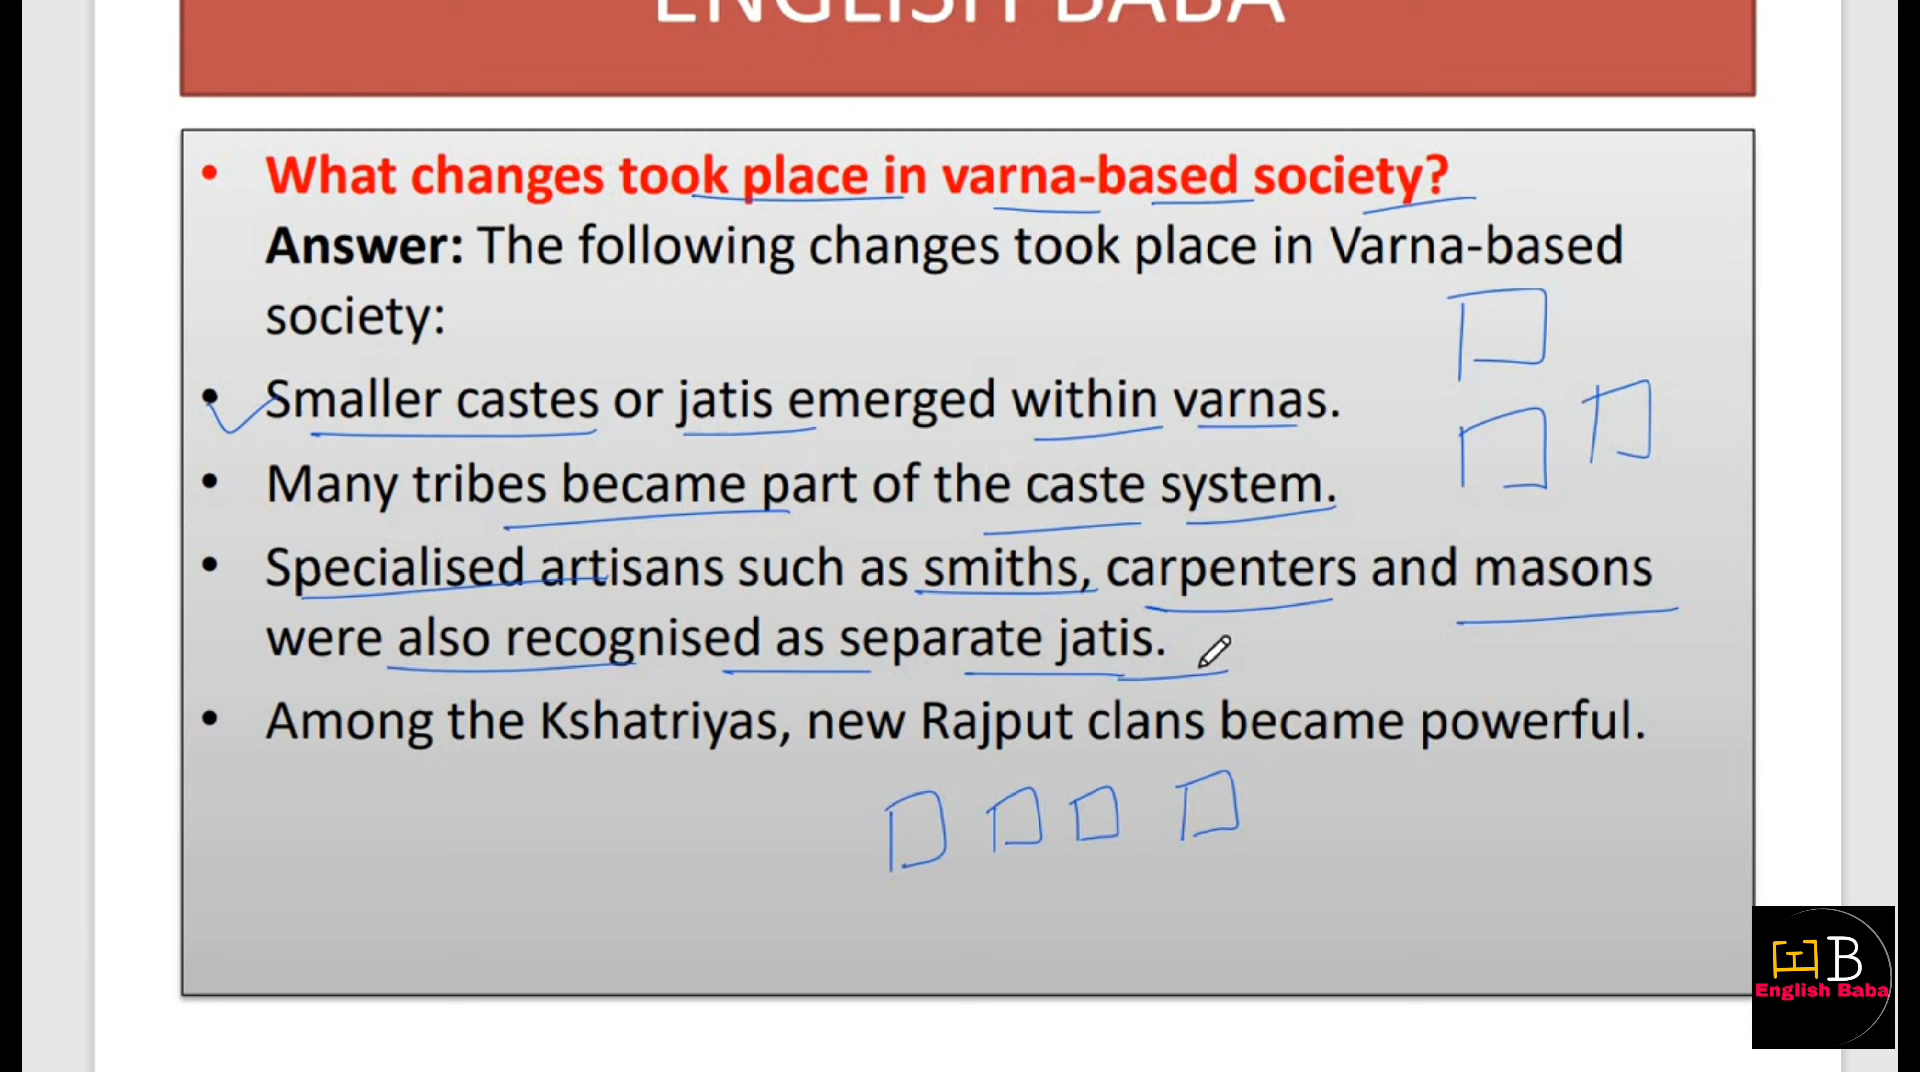 ENGLISH BABA
• What changes took place in varna-based society?
Answer: The following changes took place in Varna-based
society:
• Smaller castes or jatis emerged within varnas.
• Many tribes became part of the caste system.
• Specialised artisans such as smiths, carpenters and masons
were also recognised as separate jatis.
• Among the Kshatriyas, new Rajput clans became powerful.
EB
English Baba